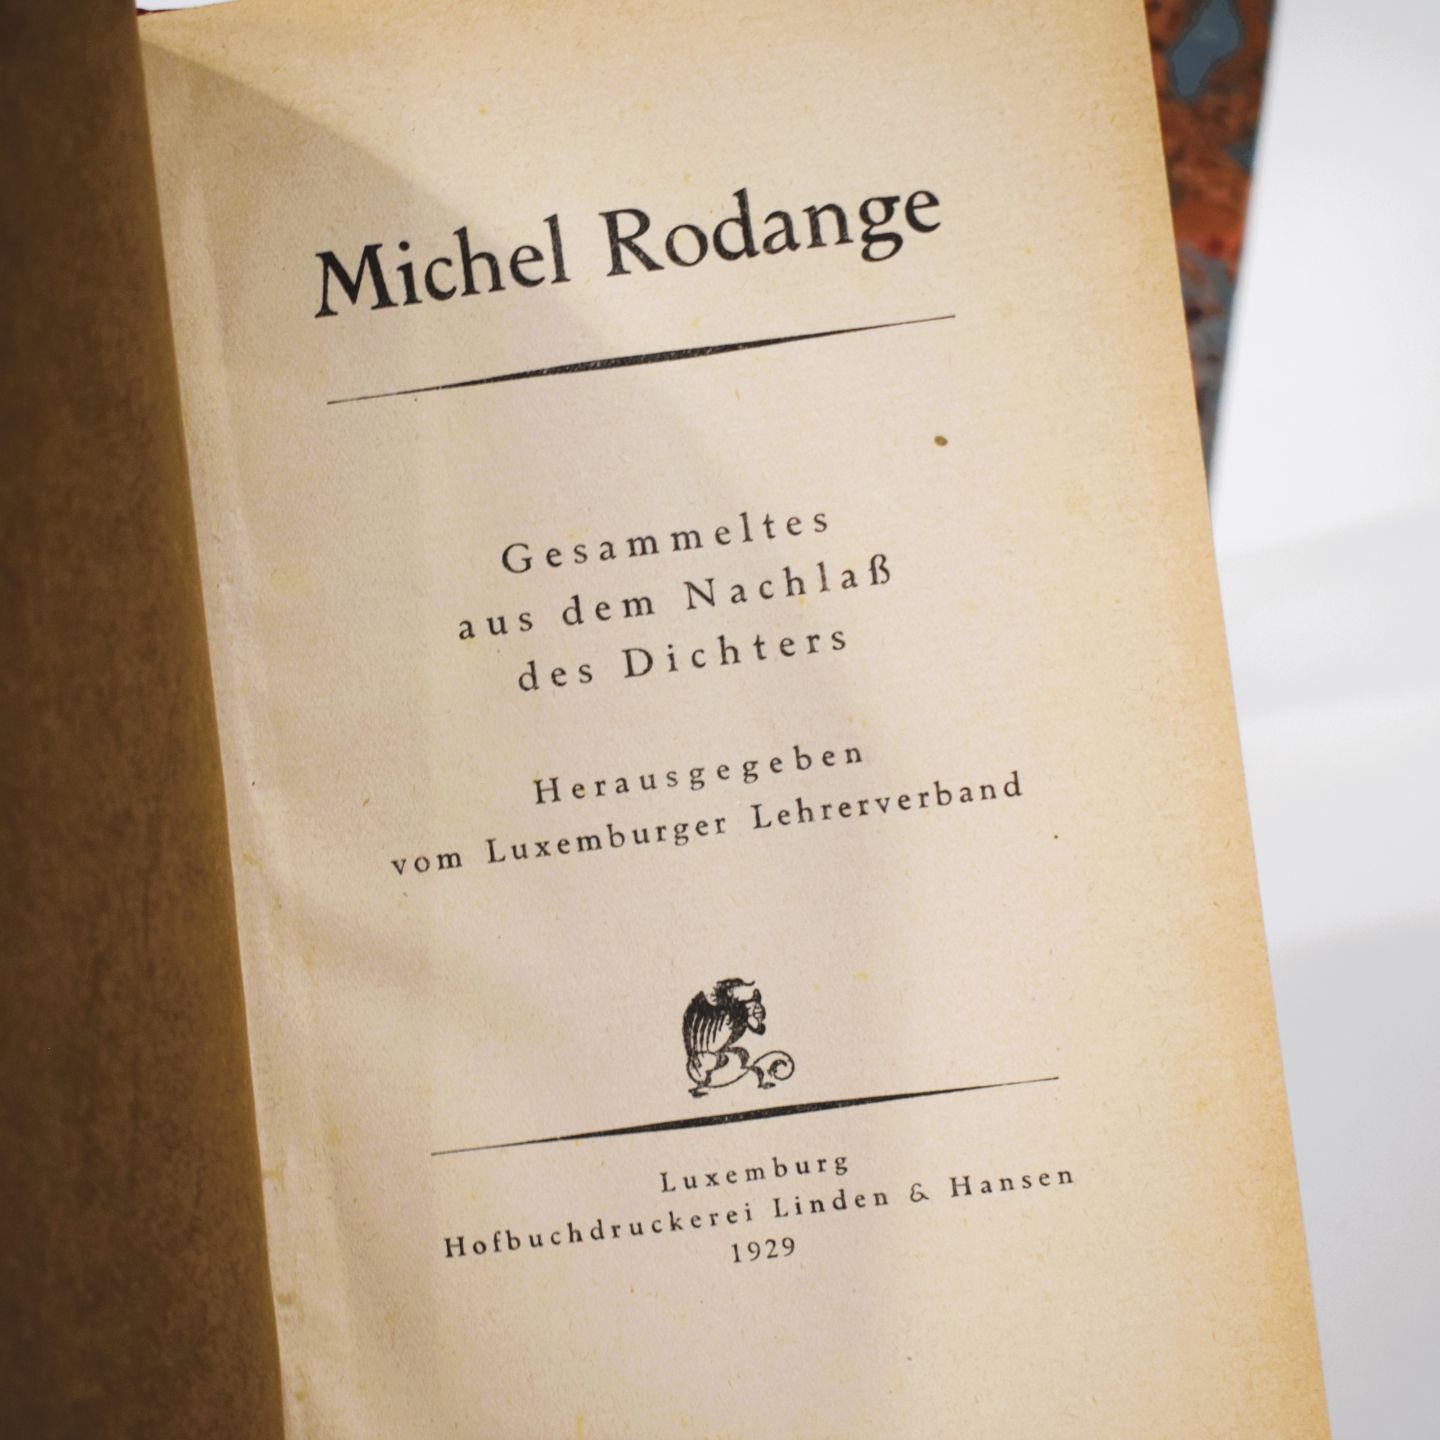 Michel Rodange
Gesammeltes
aus dem Nachlaß
des Dichters
Herausgegeben
vom Luxemburger Lehrerverband
Luxemburg
Hofbuchdruckerei Linden & Hansen
1929